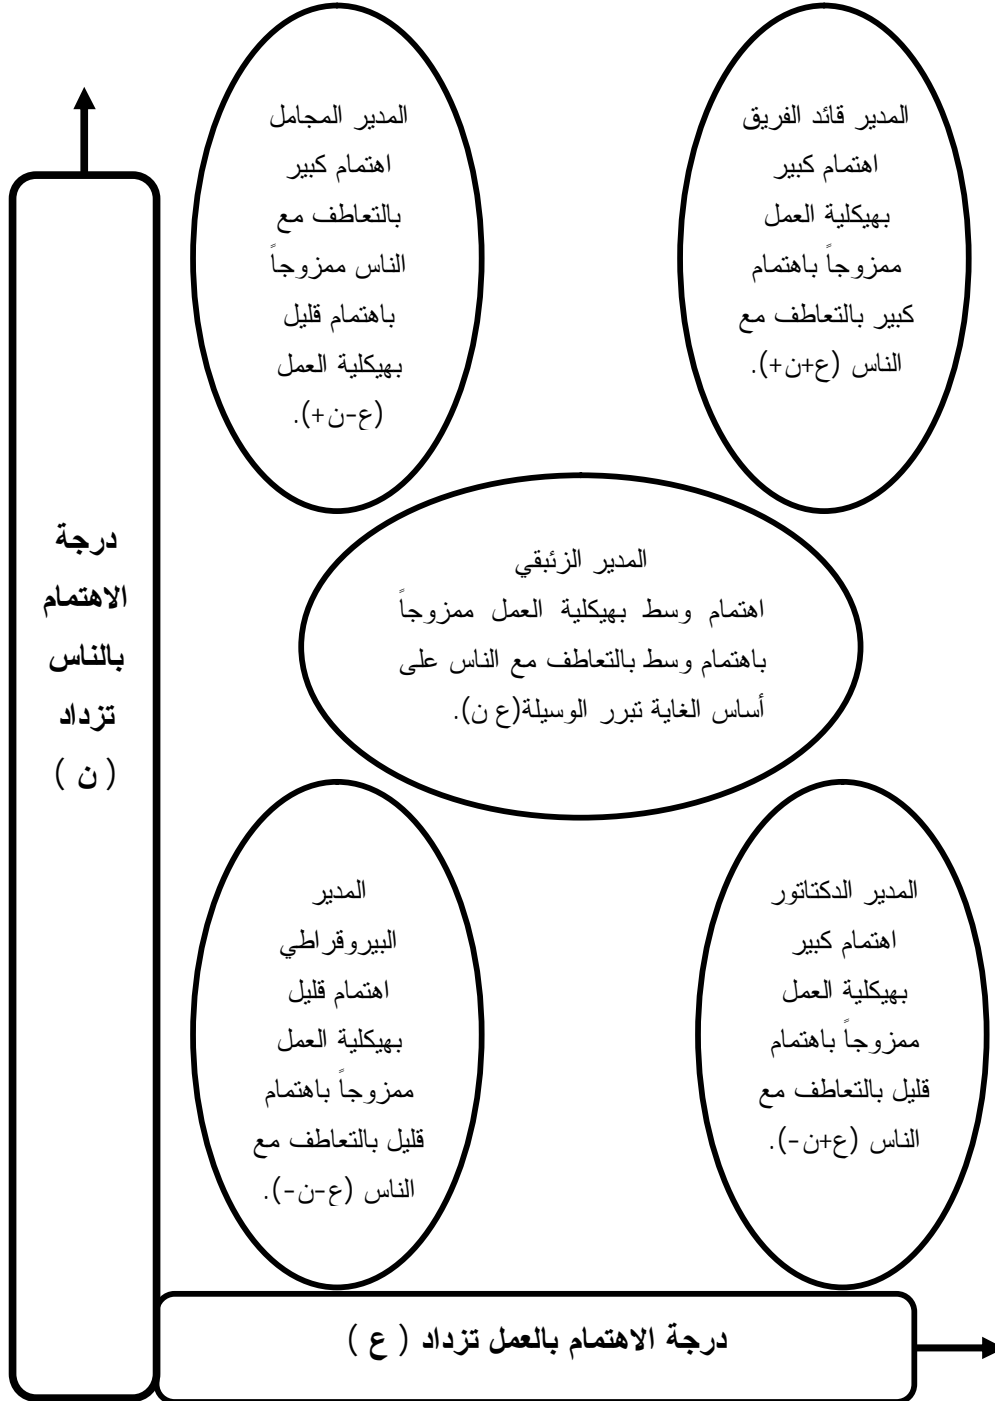 المدير قائد الفريق
اهتمام كبير
بهيكلية العمل
ممزوجاً باهتمام
كبير بالتعاطف مع
الناس (ع+ن+).
المدير المجامل
اهتمام كبير
بالتعاطف مع
الناس ممزوجاً
باهتمام قليل
بهيكلية العمل
(ع-ن+).
درجة
الاهتمام
بالناس
تزداد
( ن )
المدير الزئبقي
اهتمام وسط بهيكلية العمل ممزوجاً
باهتمام وسط بالتعاطف مع الناس على
أساس الغاية تبرر الوسيلة(ع ن).
المدير الدكتاتور
اهتمام كبير
بهيكلية العمل
ممزوجاً باهتمام
قليل بالتعاطف مع
الناس (ع+ن-).
المدير
البيروقراطي
اهتمام قليل
بهيكلية العمل
ممزوجاً باهتمام
قليل بالتعاطف مع
الناس (ع-ن-).
درجة الاهتمام بالعمل تزداد ( ع )